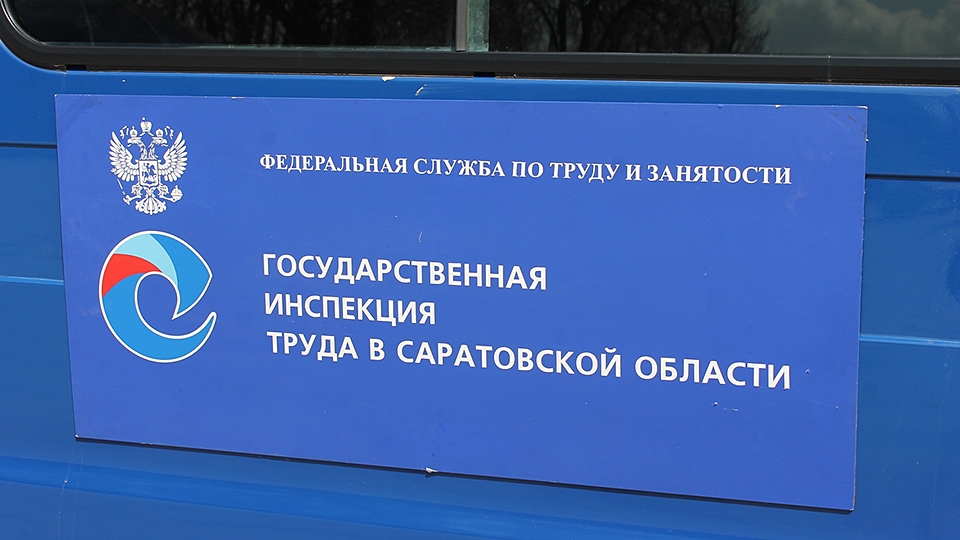 ФЕДЕРАЛЬНАЯ СЛУЖБА ПО ТРУДУ И ЗАНЯТОСТИ
ГОСУДАРСТВЕННАЯ
ИНСПЕКЦИЯ
ТРУДА В САРАТОВСКОЙ ОБЛАСТИ